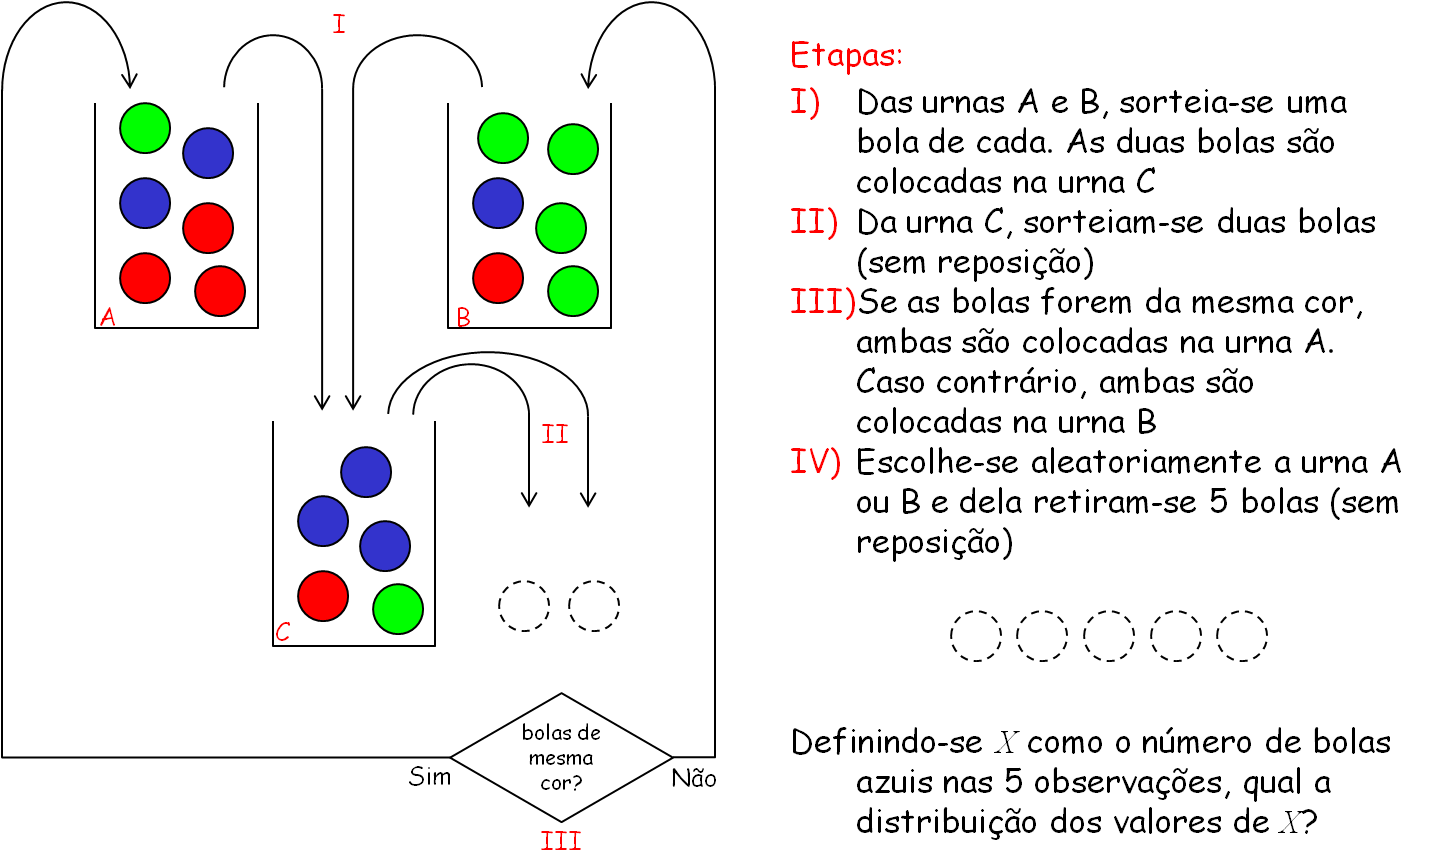 I
A
B
II
C
bolas de
mesma
cor?
Sim
Não
III
Etapas:
I) Das urnas A e B, sorteia-se uma
bola de cada. As duas bolas são
colocadas na urna C
II) Da urna C, sorteiam-se duas bolas
(sem reposição)
III)Se as bolas forem da mesma cor,
ambas são colocadas na urna A.
Caso contrário, ambas são
colocadas na urna B
IV) Escolhe-se aleatoriamente a urna A
ou B e dela retiram-se 5 bolas (sem
reposição)
Definindo-se X como o número de bolas
azuis nas 5 observações, qual a
distribuição dos valores de X?